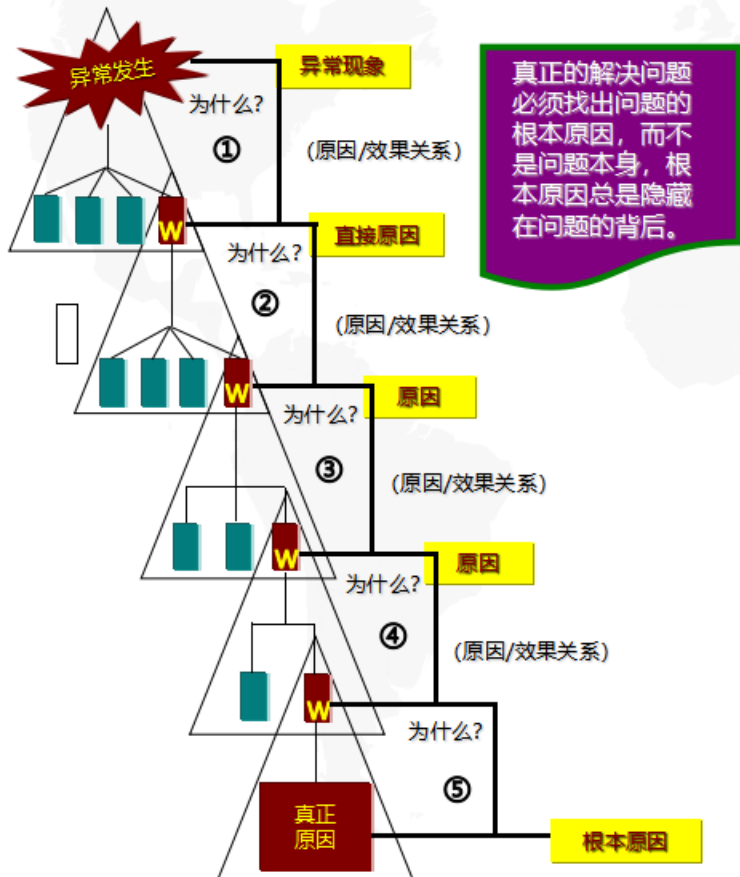 异常发生
异常现象
为什么?
①
(原因/效果关系)
真正的解决问题
必须找出问题的
根本原因，而不
是问题本身，根
本原因总是隐藏
在问题的背后。
W
直接原因
为什么?
②
(原因/效果关系)
W
原因
为什么?
③
(原因/效果关系)
W
原因
为什么?
④
(原因/效果关系)
W
为什么?
⑤
真正
原因
根本原因